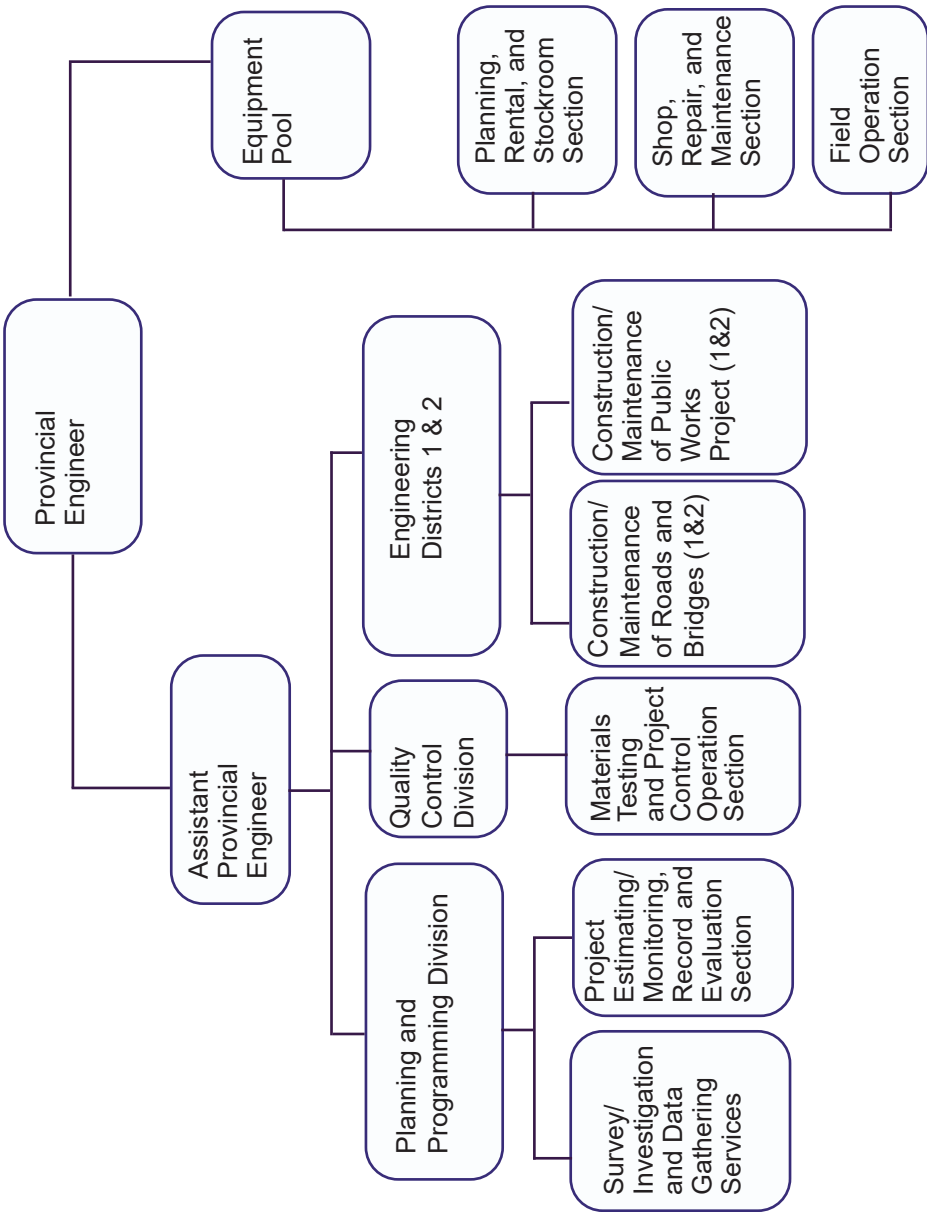 Provincial
Engineer
Assistant
Provincial
Engineer
Equipment
Pool
Planning and
Programming Division
Quality
Control
Division
Engineering
Districts 1 & 2
Survey/
Investigation
and Data
Gathering
Services
Project
Estimating/
Monitoring,
Record and
Evaluation
Section
Materials
Testing
and Project
Control
Operation
Section
Construction/
Maintenance
of Roads and
Bridges (1&2)
Construction/
Maintenance
of Public
Works
Project (1&2)
Planning,
Rental, and
Stockroom
Section
Shop,
Repair, and
Maintenance
Section
Field
Operation
Section